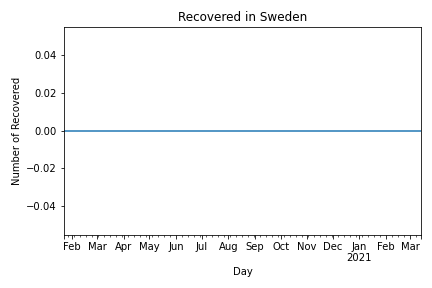 Recovered in Sweden
Number of Recovered
0.04
0.02
0.00
−0.02
−0.04
Feb Mar Apr May Jun Jul Aug Sep Oct Nov Dec Jan Feb Mar
2021
Day